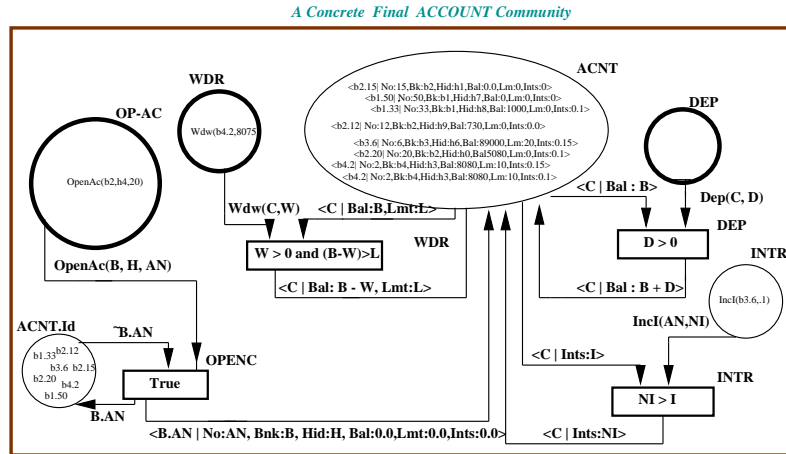 A Concrete Final ACCOUNT Community
ACNT
WDR
OP-AC
DEP
<b2.15| No:15,Bk:b2,Hid:h1,Bal:0.0,Lm:0,Ints:0>
<b1.50| No:50,Bk:b1,Hid:h7,Bal:0,Lm:0,Ints:0>
<b1.33| No:33,Bk:b1,Hid:h8,Bal:1000,Lm:0,Ints:0.1>
<b2.12| No:12,Bk:b2,Hid:h9,Bal:730,Lm:0,Ints:0.0>
<b3.6| No:6,Bk:b3,Hid:h6,Bal:89000,Lm:20,Ints:0.15>
<b2.20| No:20,Bk:b2,Hid:h0,Bal5080,Lm:0,Ints:0.1>
<b4.2| No:2,Bk:b4,Hid:h3,Bal:8080,Lm:10,Ints:0.15>
<b4.2| No:2,Bk:b4,Hid:h3,Bal:8080,Lm:10,Ints:0.1>
Wdw(b4.2,8075)
OpenAc(b2,h4,20)
Wdw(C,W)
<C | Bal:B,Lmt:L>
<C | Bal : B>
Dep(C, D)
W > 0 and (B-W)>L
WDR
D > 0
DEP
OpenAc(B, H, AN)
<C | Bal: B - W, Lmt:L>
<C | Bal : B + D>
INTR
IncI(b3.6,.1)
IncI(AN,NI)
ACNT.Id
~B.AN
b1.33 b2.12
b3.6 b2.15
b2.20 b4.2
b1.50
OPENC
True
B.AN
<C | Ints:I>
NI > I
INTR
<B.AN | No:AN, Bnk:B, Hid:H, Bal:0.0,Lmt:0.0,Ints:0.0>
<C | Ints:NI>